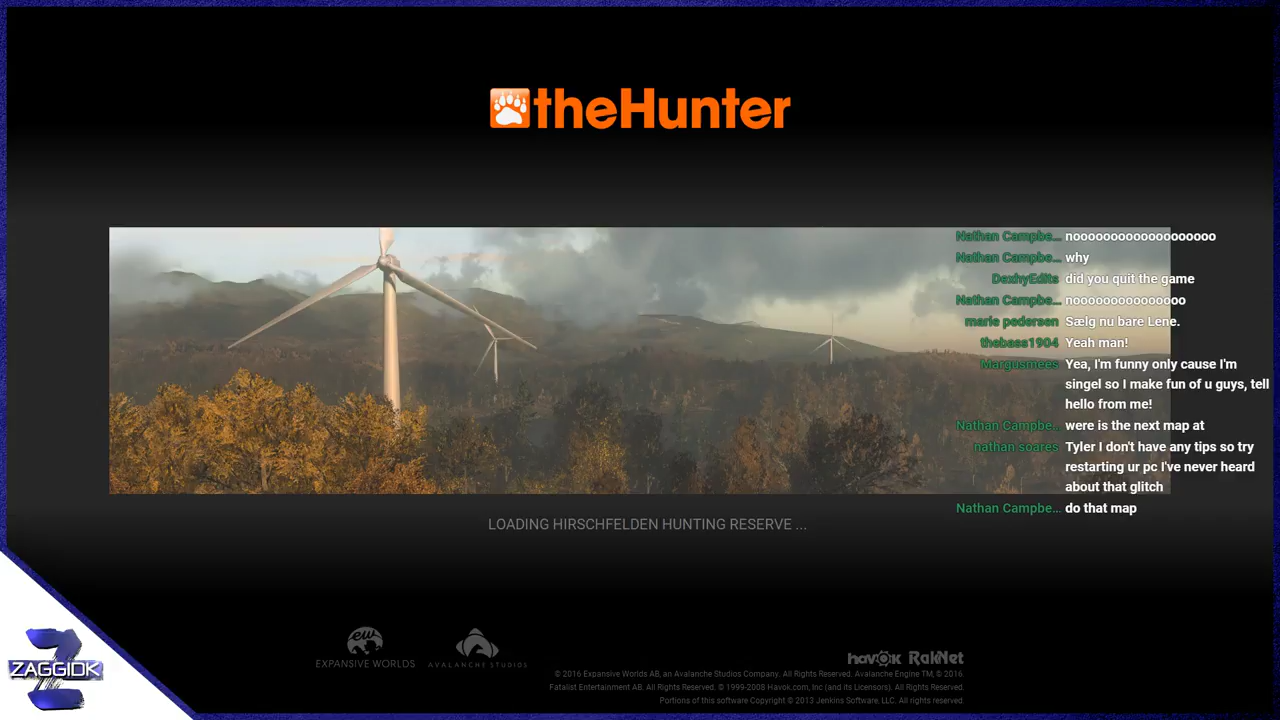 theHunter
Nathan Campbe... nooooooooooooooooooo
Nathan Campbe... why
DexhyEdits did you quit the game
Nathan Campbe... nooooooooooooooo
marie pedersen Sælg nu bare Lene.
thebass1904 Yeah man!
Margusmees Yea, I'm funny only cause I'm
singel so I make fun of u guys, tell
hello from me!
Nathan Campbe... were is the next map at
nathan soares Tyler I don't have any tips so try
restarting ur pc I've never heard
about that glitch
Nathan Campbe... do that map
LOADING HIRSCHFELDEN HUNTING RESERVE ...
ew
EXPANSIVE WORLDS
AVALANCHE STUDIOS
havok RakNet
© 2016 Expansive Worlds AB, an Avalanche Studios Company. All Rights Reserved. Avalanche Engine TM, © 2016.
Fatalist Entertainment AB. All Rights Reserved. © 1999-2008 Havok.com, Inc (and its Licensors). All Rights Reserved.
Portions of this software Copyright © 2013 Jenkins Software, LLC. All rights reserved.
Z
ZAGGIDK